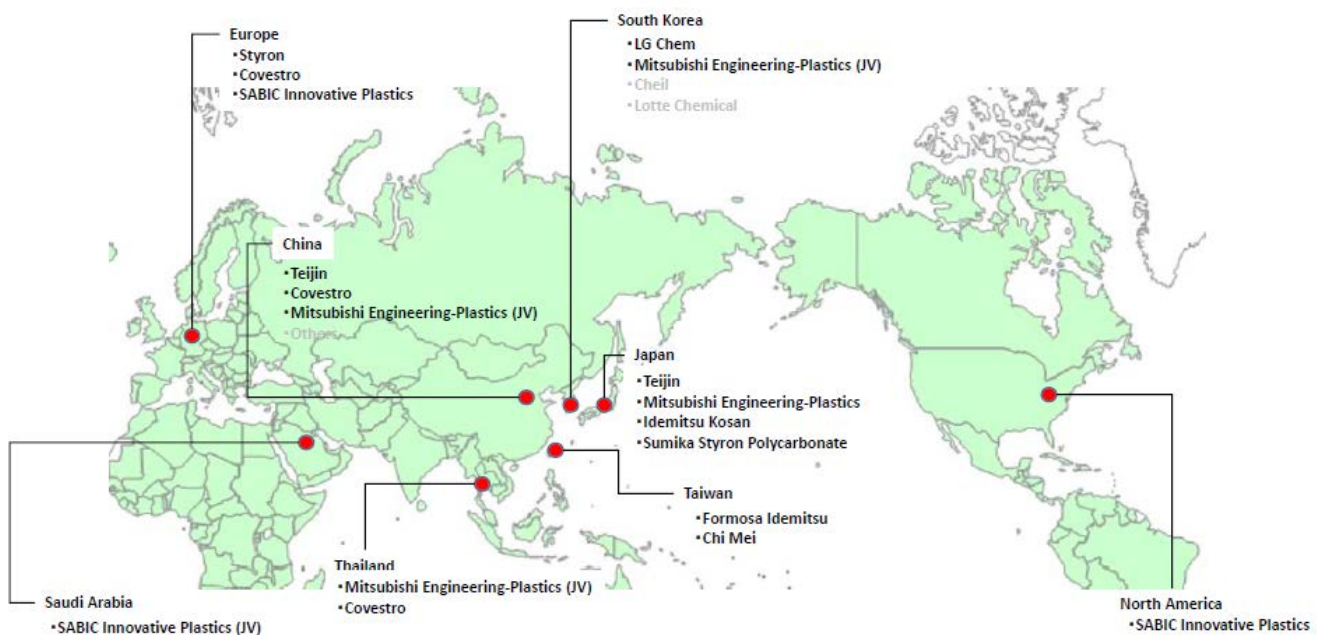 Europe
・Styron
・Covestro
・SABIC Innovative Plastics
South Korea
・LG Chem
・Mitsubishi Engineering-Plastics (JV)
・Cheil
・Lotte Chemical
China
・Teijin
・Covestro
・Mitsubishi Engineering-Plastics (JV)
・Others
Japan
・Teijin
・Mitsubishi Engineering-Plastics
・Idemitsu Kosan
・Sumika Styron Polycarbonate
Taiwan
・Formosa Idemitsu
・Chi Mei
Thailand
・Mitsubishi Engineering-Plastics (JV)
・Covestro
Saudi Arabia
・SABIC Innovative Plastics (JV)
North America
・SABIC Innovative Plastics